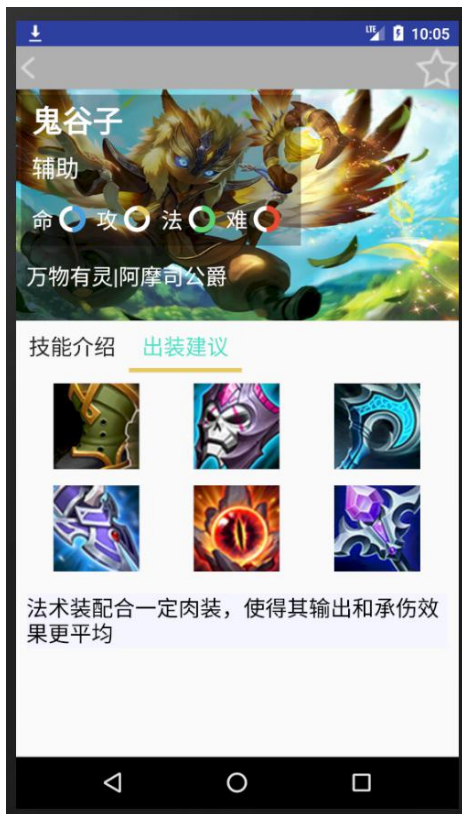 LTE 10:05
鬼谷子
辅助
命 攻 法 难
万物有灵|阿摩司公爵
技能介绍 出装建议
法术装配合一定肉装，使得其输出和承伤效
果更平均